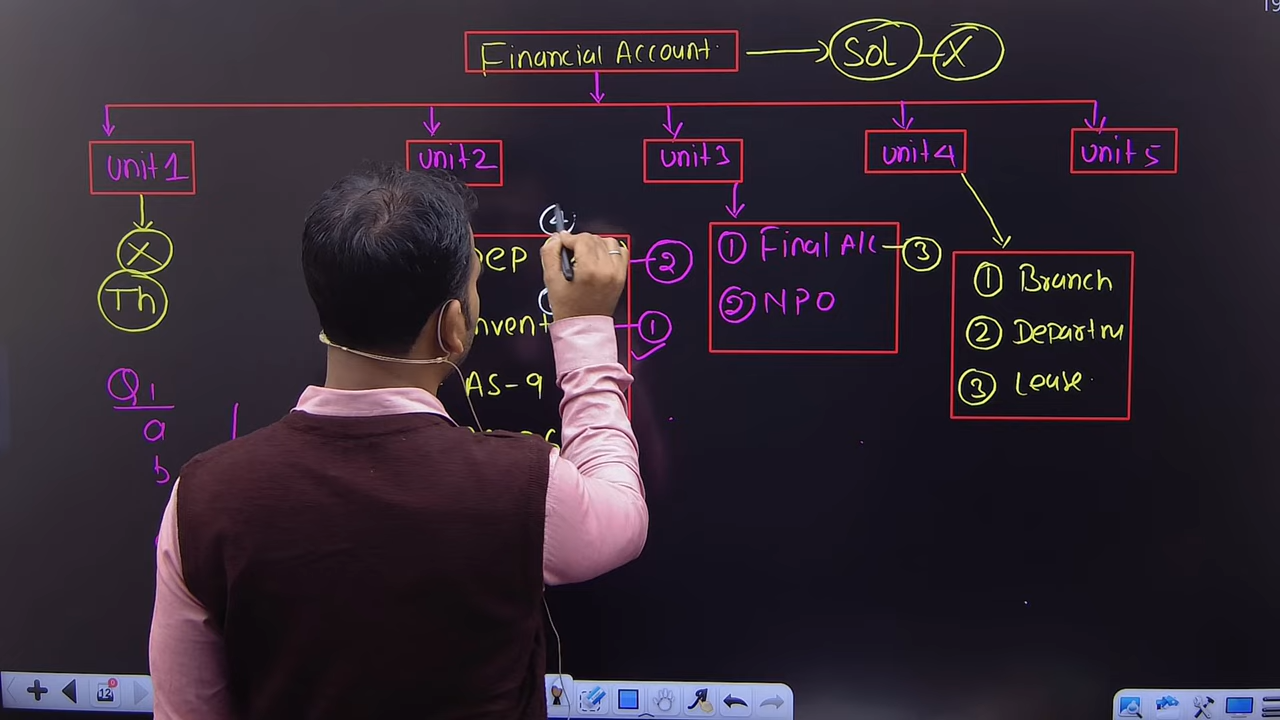 Financial Account → SOL - X
unit 1
unit 2
unit 3
unit 4
unit 5
X
Th
Q1
a
b
ep ②
nvent ①
AS-9
① Final A/c - ③
② NPO
① Branch
② Departm
③ Lease
12